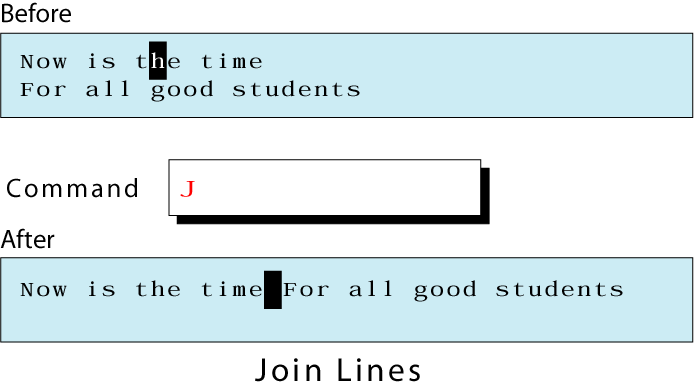 Before
Now is the time
For all good students
Command J
After
Now is the time For all good students
Join Lines